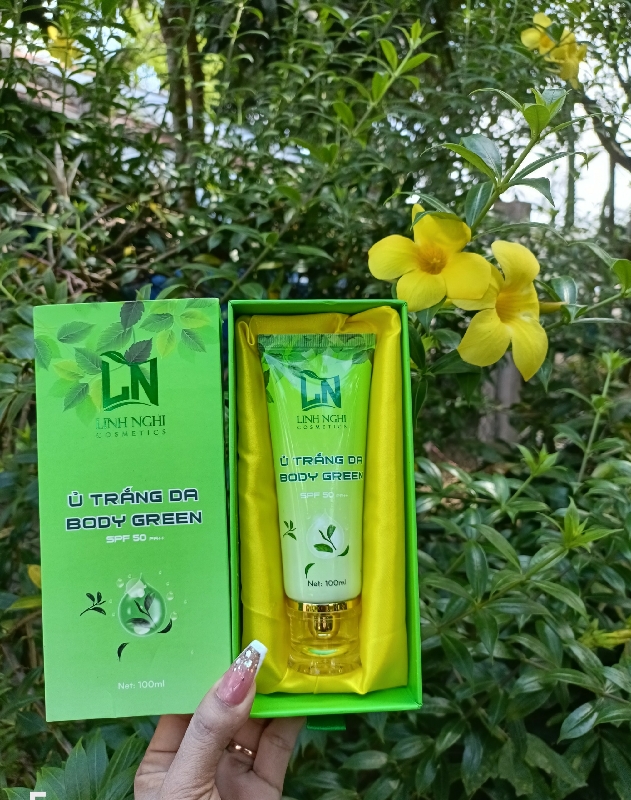 LN
LINH NGHI
COSMETICS
Ủ TRẮNG DA
BODY GREEN
SPF 50 PA++
Net: 100ml
LN
LINH NGHI
COSMETICS
Ủ TRẮNG DA
BODY GREEN
SPF 50
Net: 100ml